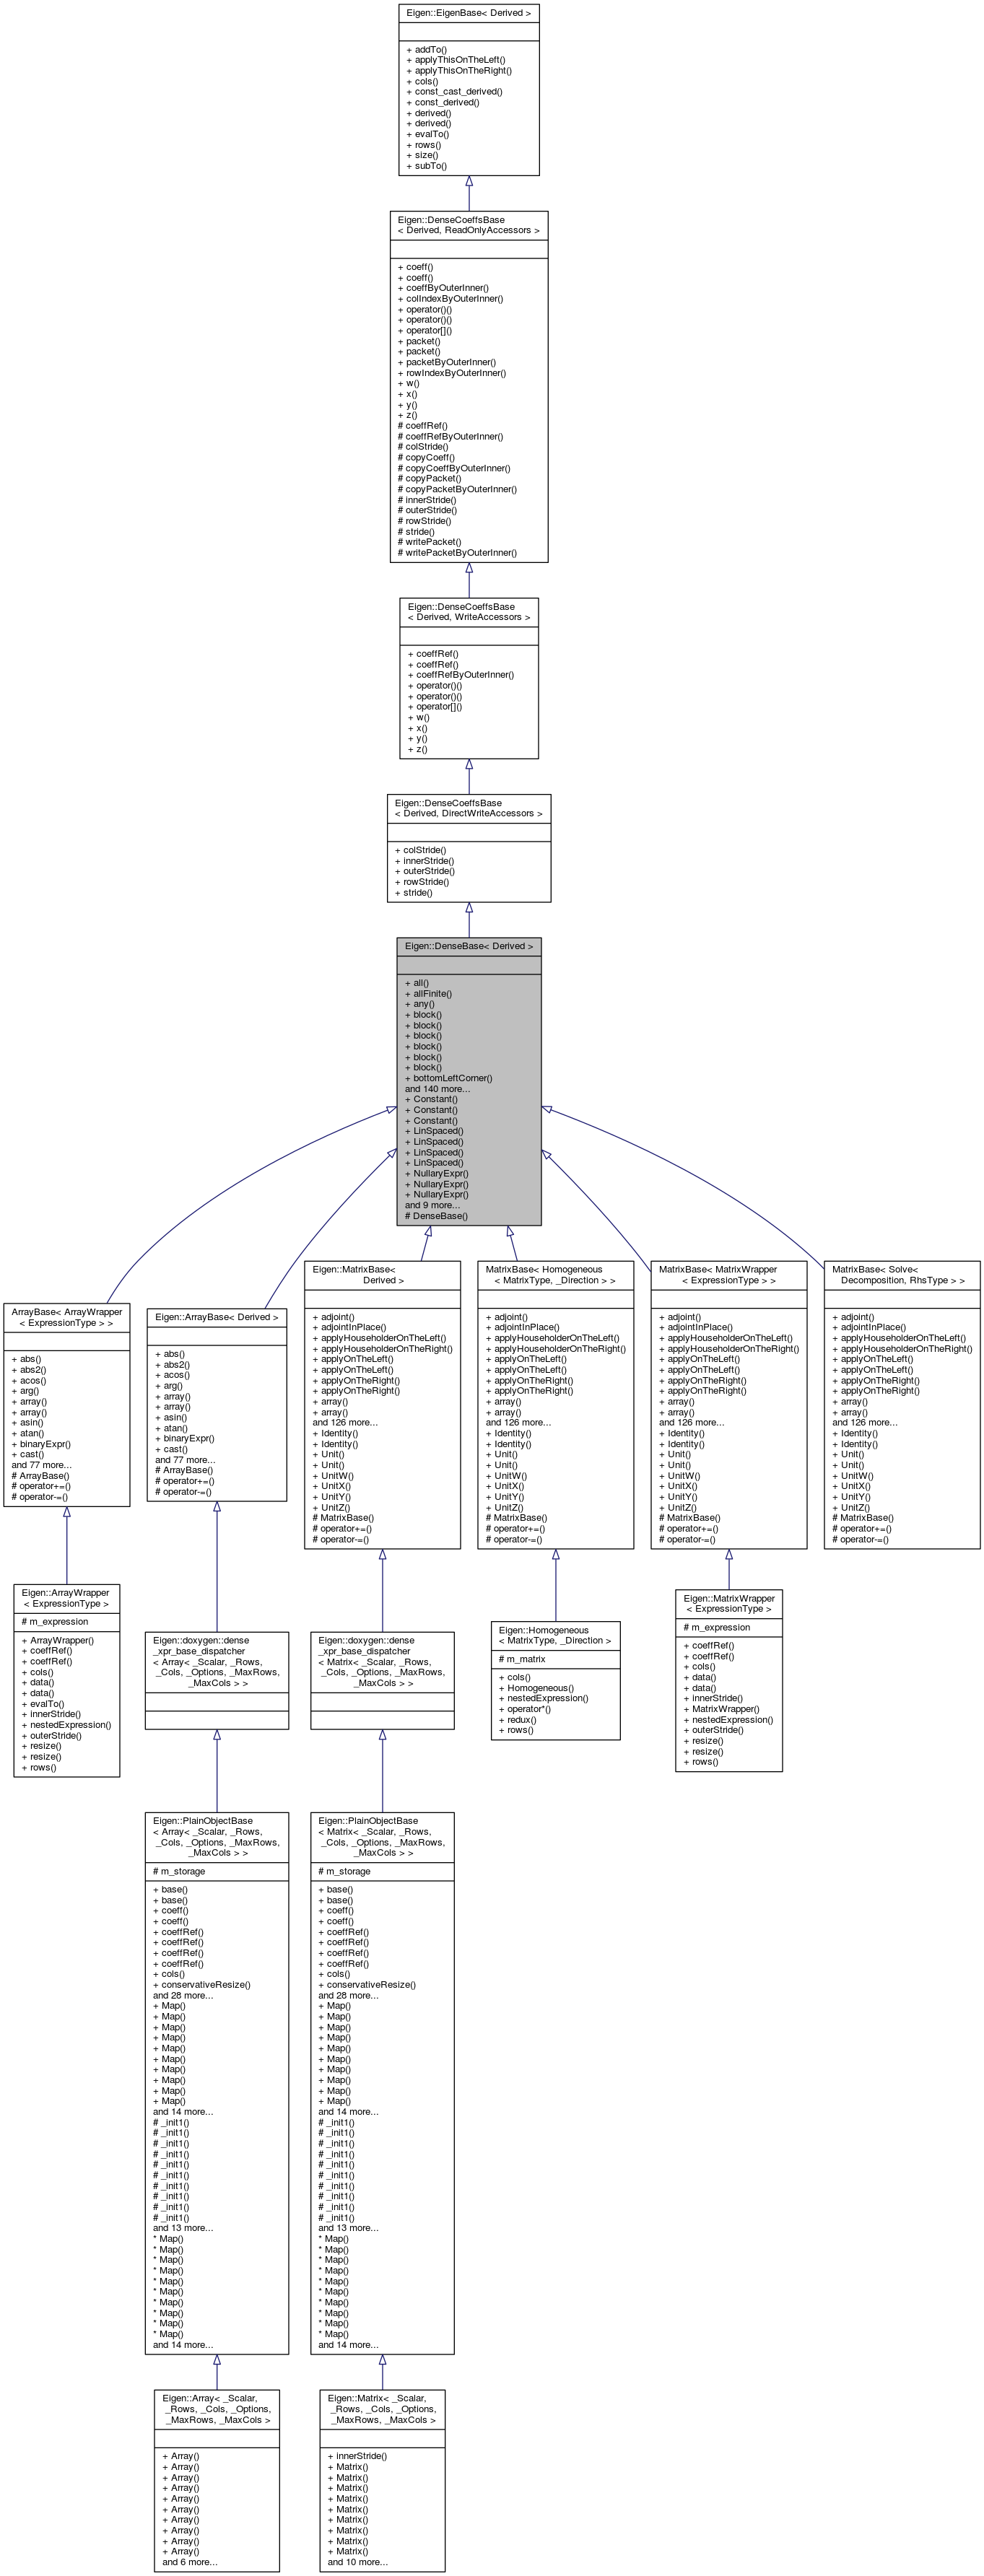 Eigen::EigenBase< Derived >
+ addTo()
+ applyThisOnTheLeft()
+ applyThisOnTheRight()
+ cols()
+ const_cast_derived()
+ const_derived()
+ derived()
+ derived()
+ evalTo()
+ rows()
+ size()
+ subTo()
Eigen::DenseCoeffsBase
< Derived, ReadOnlyAccessors >
+ coeff()
+ coeff()
+ coeffByOuterInner()
+ colIndexByOuterInner()
+ operator()()
+ operator()()
+ operator[]()
+ packet()
+ packet()
+ packetByOuterInner()
+ rowIndexByOuterInner()
+ w()
+ x()
+ y()
+ z()
# coeffRef()
# coeffRefByOuterInner()
# colStride()
# copyCoeff()
# copyCoeffByOuterInner()
# copyPacket()
# copyPacketByOuterInner()
# innerStride()
# outerStride()
# rowStride()
# stride()
# writePacket()
# writePacketByOuterInner()
Eigen::DenseCoeffsBase
< Derived, WriteAccessors >
+ coeffRef()
+ coeffRef()
+ coeffRefByOuterInner()
+ operator()()
+ operator()()
+ operator[]()
+ w()
+ x()
+ y()
+ z()
Eigen::DenseCoeffsBase
< Derived, DirectWriteAccessors >
+ colStride()
+ innerStride()
+ outerStride()
+ rowStride()
+ stride()
Eigen::DenseBase< Derived >
+ all()
+ allFinite()
+ any()
+ block()
+ block()
+ block()
+ block()
+ block()
+ block()
+ bottomLeftCorner()
and 140 more...
+ Constant()
+ Constant()
+ Constant()
+ LinSpaced()
+ LinSpaced()
+ LinSpaced()
+ LinSpaced()
+ NullaryExpr()
+ NullaryExpr()
+ NullaryExpr()
and 9 more...
# DenseBase()
ArrayBase< ArrayWrapper
< ExpressionType > >
+ abs()
+ abs2()
+ acos()
+ arg()
+ array()
+ array()
+ asin()
+ atan()
+ binaryExpr()
+ cast()
and 77 more...
# ArrayBase()
# operator+=()
# operator-=()
Eigen::ArrayBase< Derived >
+ abs()
+ abs2()
+ acos()
+ arg()
+ array()
+ array()
+ asin()
+ atan()
+ binaryExpr()
+ cast()
and 77 more...
# ArrayBase()
# operator+=()
# operator-=()
Eigen::MatrixBase<
Derived >
+ adjoint()
+ adjointInPlace()
+ applyHouseholderOnTheLeft()
+ applyHouseholderOnTheRight()
+ applyOnTheLeft()
+ applyOnTheLeft()
+ applyOnTheRight()
+ applyOnTheRight()
+ array()
+ array()
and 126 more...
+ Identity()
+ Identity()
+ Unit()
+ Unit()
+ UnitW()
+ UnitX()
+ UnitY()
+ UnitZ()
# MatrixBase()
# operator+=()
# operator-=()
MatrixBase< Homogeneous
< MatrixType, _Direction > >
+ adjoint()
+ adjointInPlace()
+ applyHouseholderOnTheLeft()
+ applyHouseholderOnTheRight()
+ applyOnTheLeft()
+ applyOnTheLeft()
+ applyOnTheRight()
+ applyOnTheRight()
+ array()
+ array()
and 126 more...
+ Identity()
+ Identity()
+ Unit()
+ Unit()
+ UnitW()
+ UnitX()
+ UnitY()
+ UnitZ()
# MatrixBase()
# operator+=()
# operator-=()
MatrixBase< MatrixWrapper
< ExpressionType > >
+ adjoint()
+ adjointInPlace()
+ applyHouseholderOnTheLeft()
+ applyHouseholderOnTheRight()
+ applyOnTheLeft()
+ applyOnTheLeft()
+ applyOnTheRight()
+ applyOnTheRight()
+ array()
+ array()
and 126 more...
+ Identity()
+ Identity()
+ Unit()
+ Unit()
+ UnitW()
+ UnitX()
+ UnitY()
+ UnitZ()
# MatrixBase()
# operator+=()
# operator-=()
MatrixBase< Solve<
Decomposition, RhsType > >
+ adjoint()
+ adjointInPlace()
+ applyHouseholderOnTheLeft()
+ applyHouseholderOnTheRight()
+ applyOnTheLeft()
+ applyOnTheLeft()
+ applyOnTheRight()
+ applyOnTheRight()
+ array()
+ array()
and 126 more...
+ Identity()
+ Identity()
+ Unit()
+ Unit()
+ UnitW()
+ UnitX()
+ UnitY()
+ UnitZ()
# MatrixBase()
# operator+=()
# operator-=()
Eigen::ArrayWrapper
< ExpressionType >
# m_expression
+ ArrayWrapper()
+ coeffRef()
+ coeffRef()
+ cols()
+ data()
+ data()
+ evalTo()
+ innerStride()
+ nestedExpression()
+ outerStride()
+ resize()
+ resize()
+ rows()
Eigen::doxygen::dense
_xpr_base_dispatcher
< Array< _Scalar, _Rows,
_Cols, _Options, _MaxRows,
_MaxCols > >
Eigen::doxygen::dense
_xpr_base_dispatcher
< Matrix< _Scalar, _Rows,
_Cols, _Options, _MaxRows,
_MaxCols > >
Eigen::Homogeneous
< MatrixType, _Direction >
# m_matrix
+ cols()
+ Homogeneous()
+ nestedExpression()
+ operator*()
+ redux()
+ rows()
Eigen::MatrixWrapper
< ExpressionType >
# m_expression
+ coeffRef()
+ coeffRef()
+ cols()
+ data()
+ data()
+ innerStride()
+ MatrixWrapper()
+ nestedExpression()
+ outerStride()
+ resize()
+ resize()
+ rows()
Eigen::PlainObjectBase
< Array< _Scalar, _Rows,
_Cols, _Options, _MaxRows,
_MaxCols > >
# m_storage
+ base()
+ base()
+ coeff()
+ coeff()
+ coeffRef()
+ coeffRef()
+ coeffRef()
+ coeffRef()
+ cols()
+ conservativeResize()
and 28 more...
+ Map()
+ Map()
+ Map()
+ Map()
+ Map()
+ Map()
+ Map()
+ Map()
+ Map()
+ Map()
and 14 more...
# _init1()
# _init1()
# _init1()
# _init1()
# _init1()
# _init1()
# _init1()
# _init1()
# _init1()
# _init1()
and 13 more...
* Map()
* Map()
* Map()
* Map()
* Map()
* Map()
* Map()
* Map()
* Map()
* Map()
and 14 more...
Eigen::PlainObjectBase
< Matrix< _Scalar, _Rows,
_Cols, _Options, _MaxRows,
_MaxCols > >
# m_storage
+ base()
+ base()
+ coeff()
+ coeff()
+ coeffRef()
+ coeffRef()
+ coeffRef()
+ coeffRef()
+ cols()
+ conservativeResize()
and 28 more...
+ Map()
+ Map()
+ Map()
+ Map()
+ Map()
+ Map()
+ Map()
+ Map()
+ Map()
+ Map()
and 14 more...
# _init1()
# _init1()
# _init1()
# _init1()
# _init1()
# _init1()
# _init1()
# _init1()
# _init1()
# _init1()
and 13 more...
* Map()
* Map()
* Map()
* Map()
* Map()
* Map()
* Map()
* Map()
* Map()
* Map()
and 14 more...
Eigen::Array< _Scalar,
_Rows, _Cols, _Options,
_MaxRows, _MaxCols >
+ Array()
+ Array()
+ Array()
+ Array()
+ Array()
+ Array()
+ Array()
+ Array()
+ Array()
+ Array()
and 6 more...
Eigen::Matrix< _Scalar,
_Rows, _Cols, _Options,
_MaxRows, _MaxCols >
+ innerStride()
+ Matrix()
+ Matrix()
+ Matrix()
+ Matrix()
+ Matrix()
+ Matrix()
+ Matrix()
+ Matrix()
+ Matrix()
and 10 more...